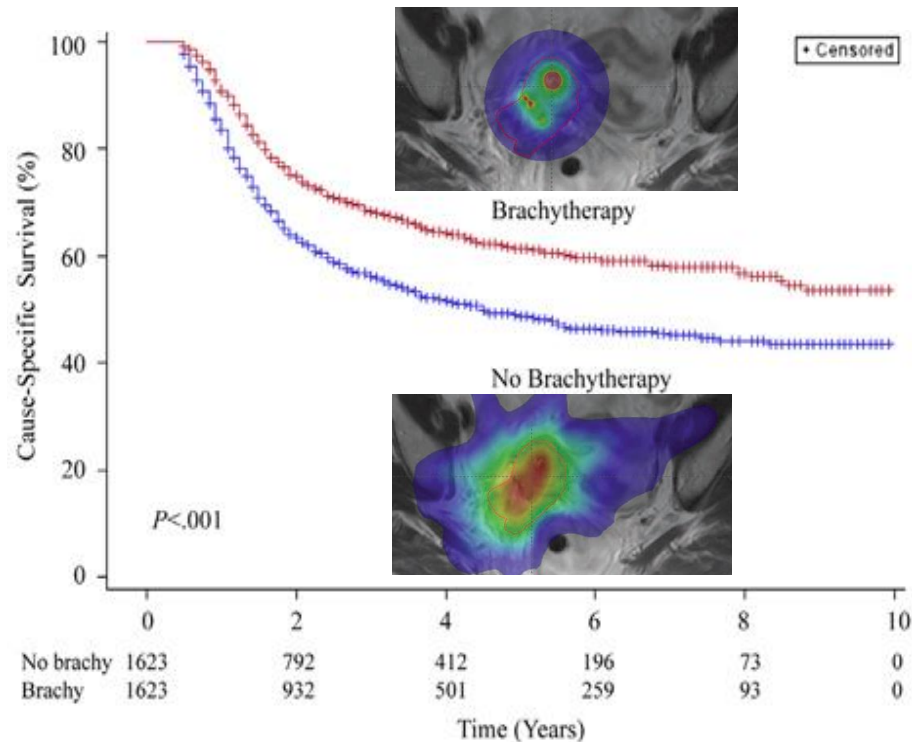 + Censored
Cause-Specific Survival (%)
100
80
60
40
20
0
Brachytherapy
No Brachytherapy
P<.001
0 2 4 6 8 10
No brachy 1623 792 412 196 73 0
Brachy 1623 932 501 259 93 0
Time (Years)